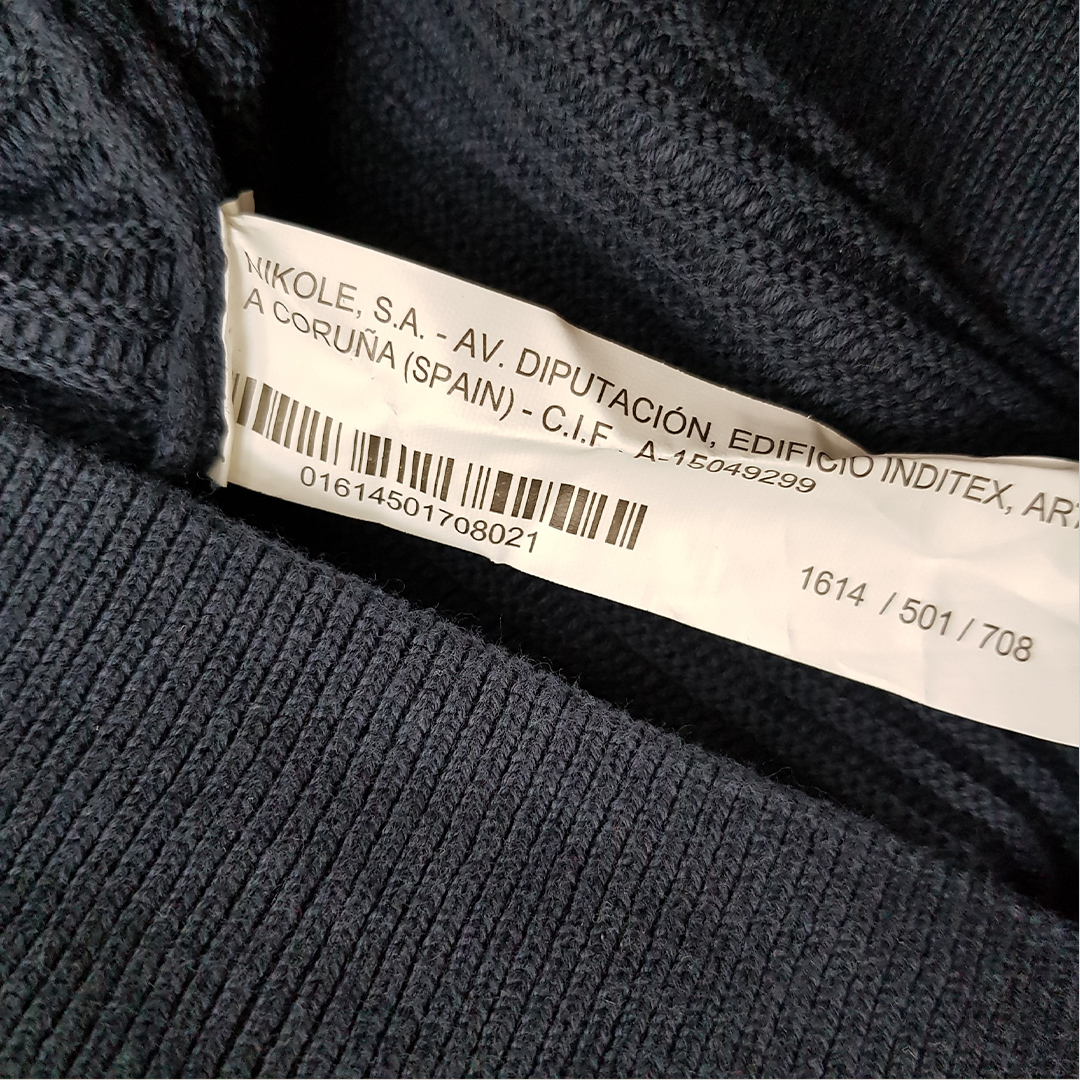 NIKOLE, S.A. - AV. DIPUTACIÓN, EDIFICIO INDITEX,
A CORUÑA (SPAIN) - C.I.F. A-15049299
01614501708021
1614 / 501 / 708